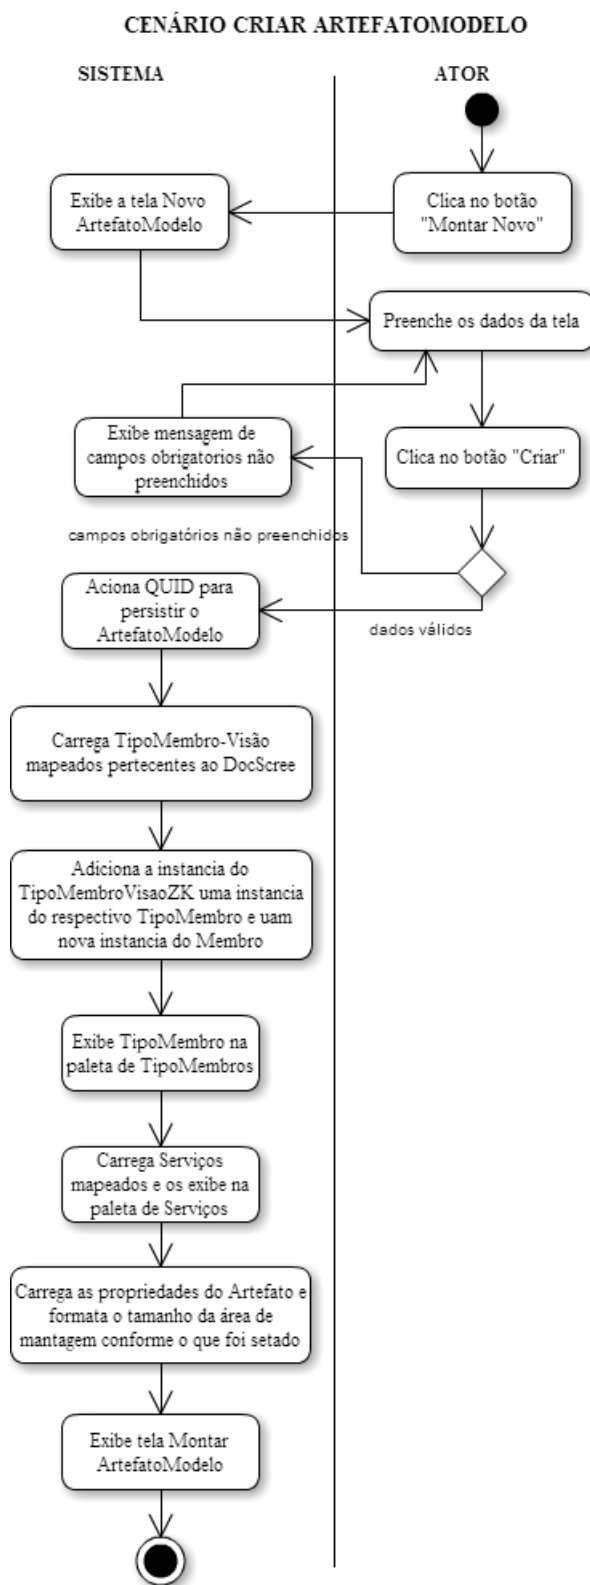 CENÁRIO CRIAR ARTEFATOMODELO
SISTEMA
ATOR
Exibe a tela Novo
ArtefatoModelo
Clica no botão
"Montar Novo"
Preenche os dados da tela
Exibe mensagem de
campos obrigatorios não
preenchidos
Clica no botão "Criar"
campos obrigatórios não preenchidos
Aciona QUID para
persistir o
ArtefatoModelo
dados válidos
Carrega TipoMembro-Visão
mapeados pertecentes ao DocScree
Adiciona a instancia do
TipoMembroVisaoZK uma instancia
do respectivo TipoMembro e uam
nova instancia do Membro
Exibe TipoMembro na
paleta de TipoMembros
Carrega Serviços
mapeados e os exibe na
paleta de Serviços
Carrega as propriedades do Artefato e
formata o tamanho da área de
mantagem conforme o que foi setado
Exibe tela Montar
ArtefatoModelo